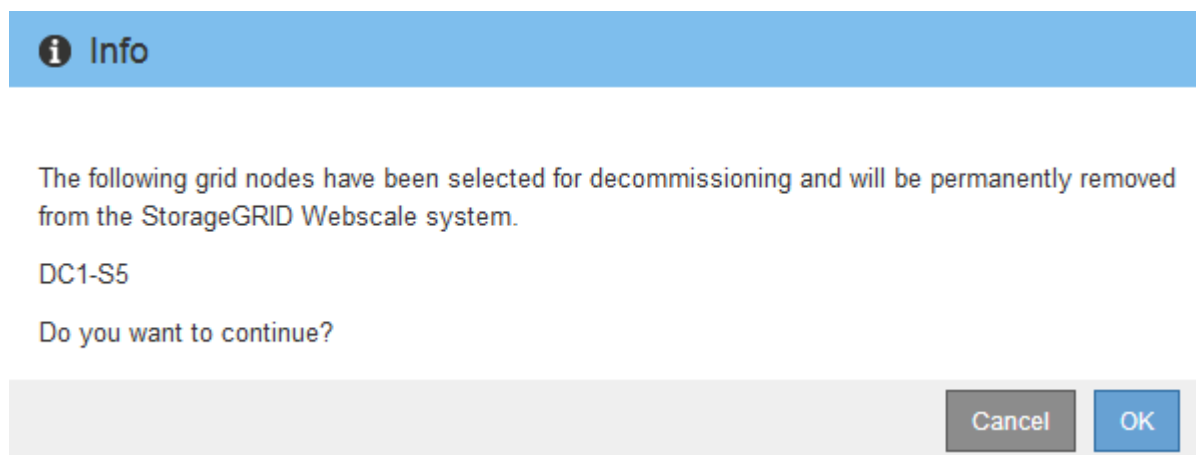 Info
The following grid nodes have been selected for decommissioning and will be permanently removed
from the StorageGRID Webscale system.
DC1-S5
Do you want to continue?
Cancel
OK